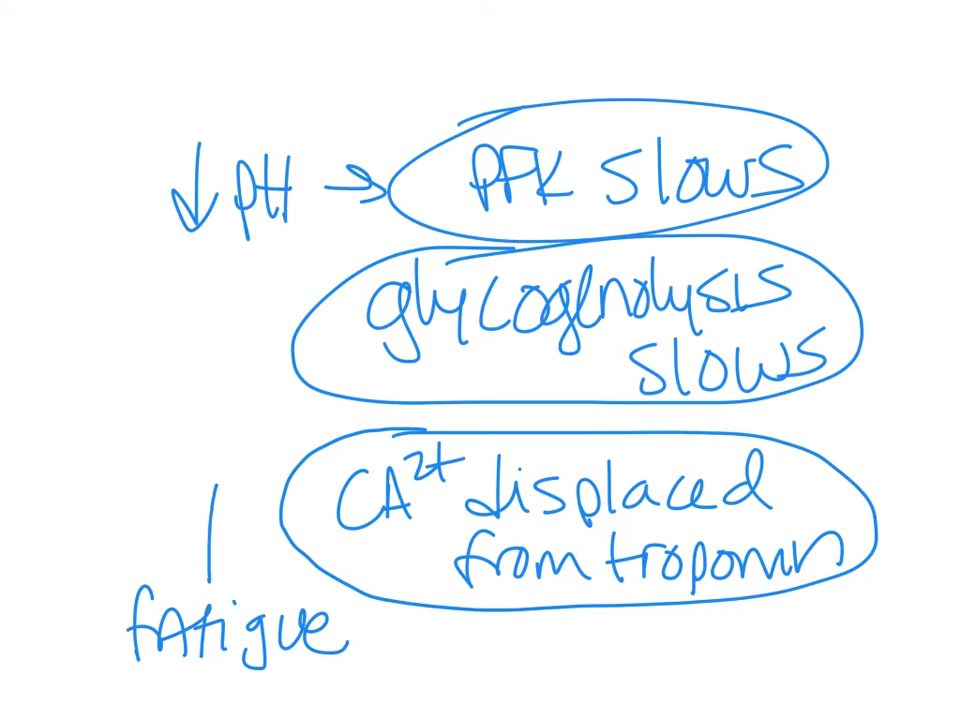 ↓ pH → PFK slows
glycogenolysis
slows
CA²⁺ displaced
from troponin
fatigue